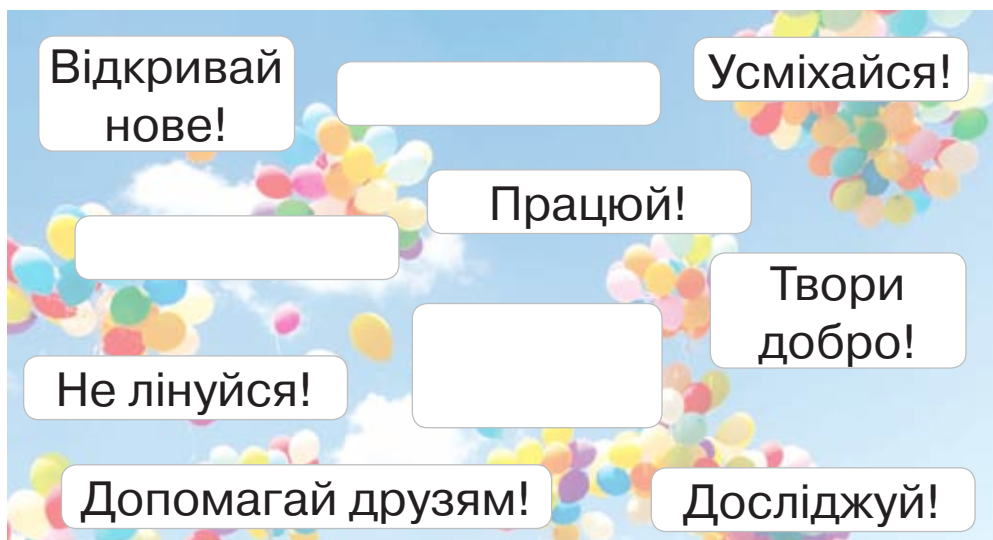 Відкривай
нове!
Усміхайся!
Працюй!
Твори
добро!
Не лінуйся!
Допомагай друзям!
Досліджуй!